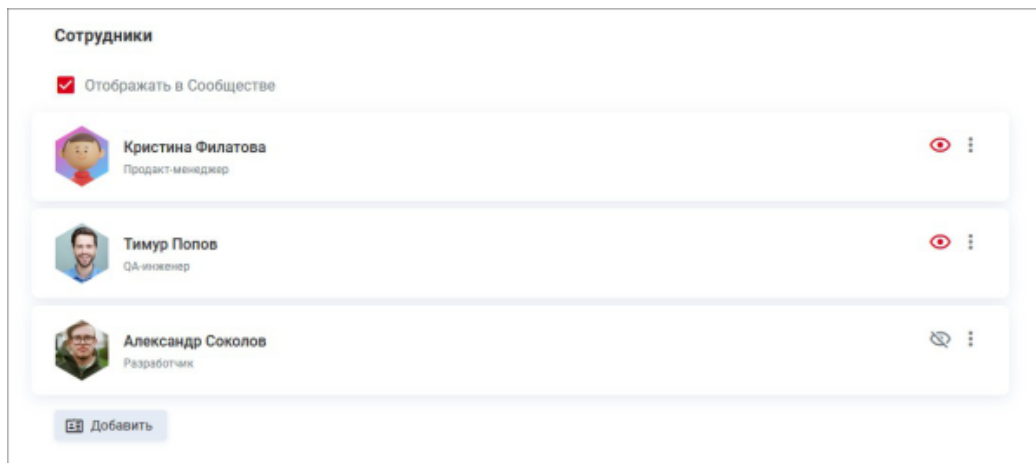 Сотрудники
Отображать в Сообществе
Кристина Филатова
Продакт-менеджер
Тимур Попов
QA-инженер
Александр Соколов
Разработчик
Добавить